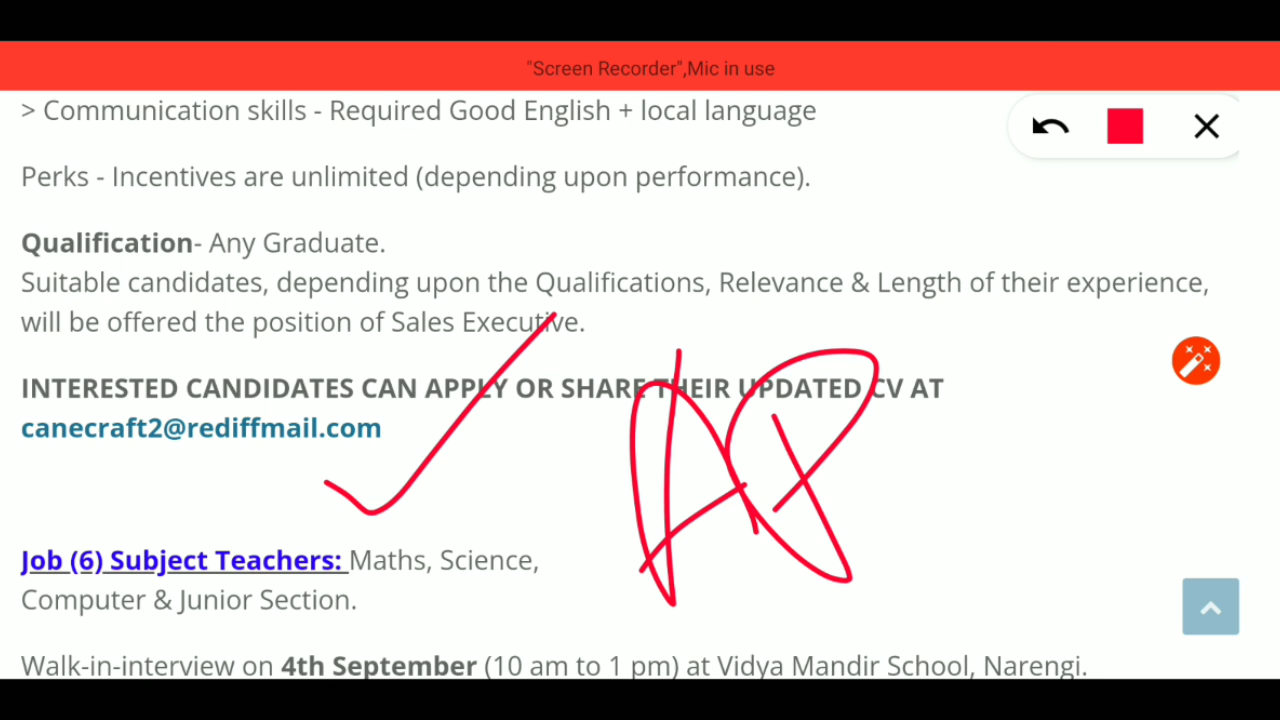 "Screen Recorder",Mic in use
> Communication skills - Required Good English + local language
Perks - Incentives are unlimited (depending upon performance).
Qualification- Any Graduate.
Suitable candidates, depending upon the Qualifications, Relevance & Length of their experience,
will be offered the position of Sales Executive.
INTERESTED CANDIDATES CAN APPLY OR SHARE THEIR UPDATED CV AT
canecraft2@rediffmail.com
Job (6) Subject Teachers: Maths, Science,
Computer & Junior Section.
Walk-in-interview on 4th September (10 am to 1 pm) at Vidya Mandir School, Narengi.